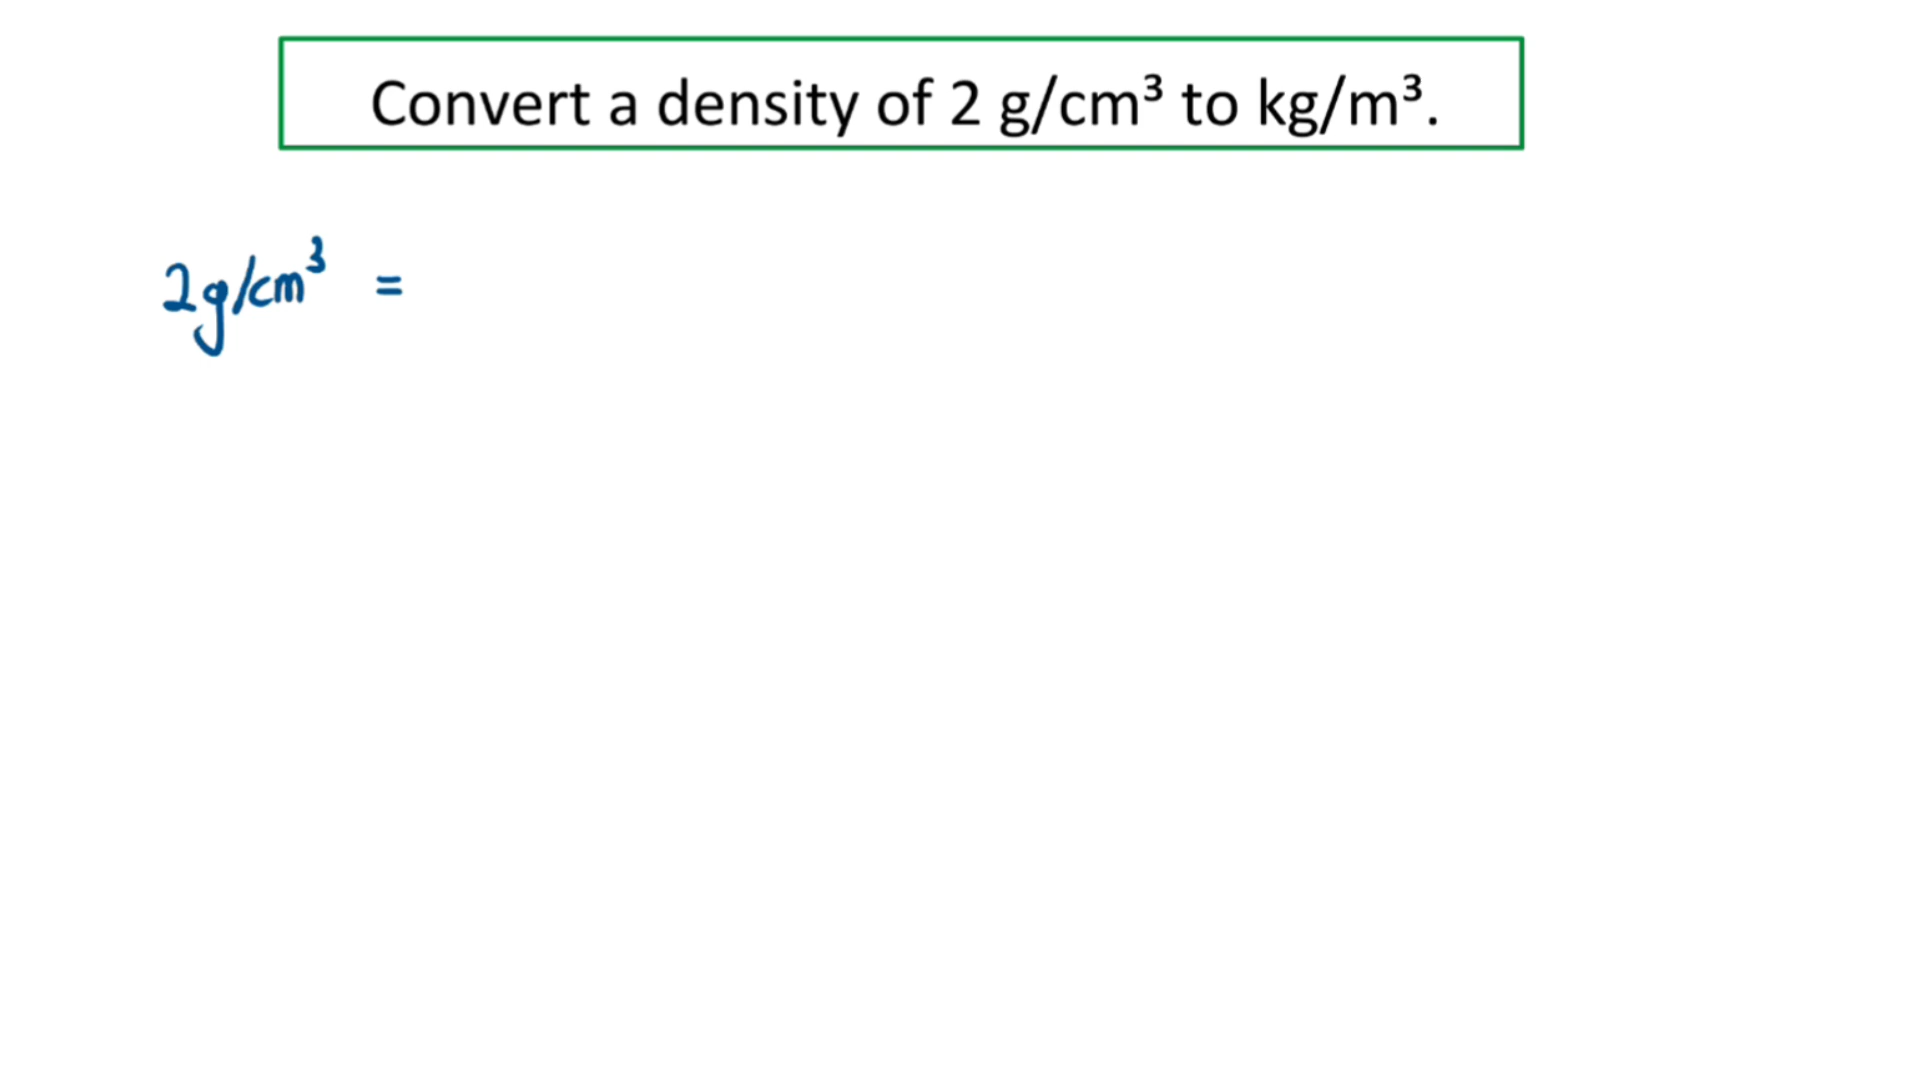 Convert a density of 2 g/cm³ to kg/m³.
2g/cm³ =